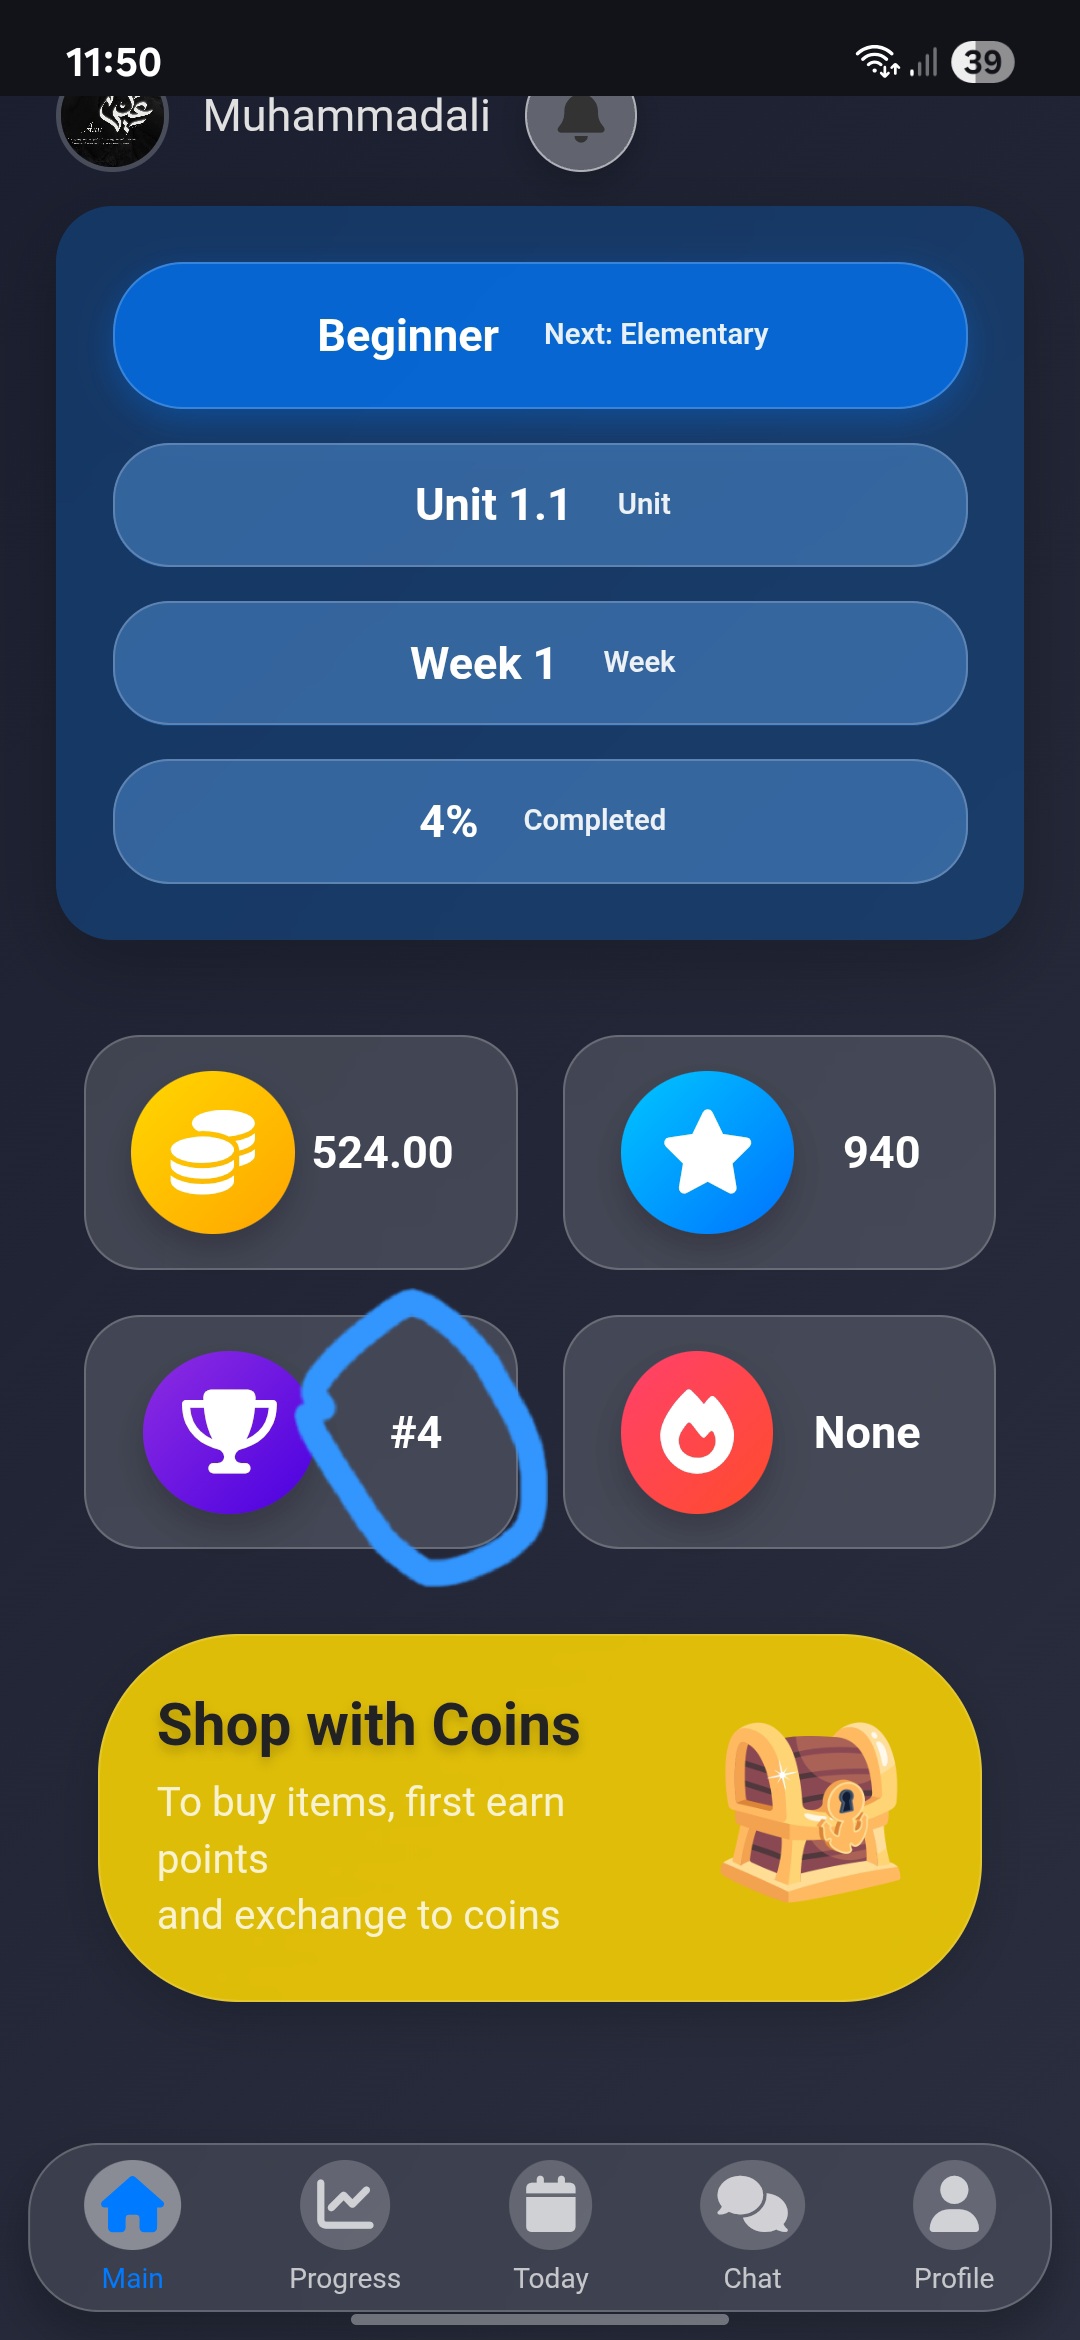 11:50
39
Muhammadali
Beginner Next: Elementary
Unit 1.1 Unit
Week 1 Week
4% Completed
524.00
940
#4
None
Shop with Coins
To buy items, first earn
points
and exchange to coins
Main
Progress
Today
Chat
Profile